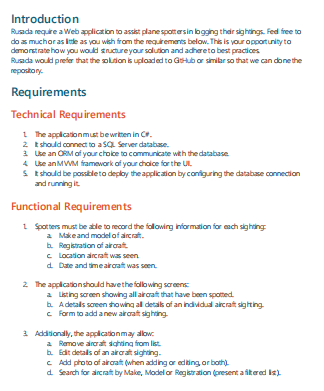 Introduction
Rusada require a Web application to assist plane spotters in logging their sightings. Feel free to
do as much or as little as you wish from the requirements below. This is your opportunity to
demonstrate how you would structure your solution and adhere to best practices.
Rusada would prefer that the solution is uploaded to GitHub or similar so that we can clone the
repository.
Requirements
Technical Requirements
1. The application must be written in C#.
2. It should connect to a SQL Server database.
3. Use an ORM of your choice to communicate with the database.
4. Use an MVVM framework of your choice for the UI.
5. It should be possible to deploy the application by configuring the database connection
and running it.
Functional Requirements
1. Spotters must be able to record the following information for each sighting:
a. Make and model of aircraft.
b. Registration of aircraft.
c. Location aircraft was seen.
d. Date and time aircraft was seen.
2. The application should have the following screens:
a. Listing screen showing all aircraft that have been spotted.
b. A details screen showing all details of an individual aircraft sighting.
c. Form to add a new aircraft sighting.
3. Additionally, the application may allow:
a. Remove aircraft sighting from list.
b. Edit details of an aircraft sighting.
c. Add photo of aircraft (when adding or editing, or both).
d. Search for aircraft by Make, Model or Registration (present a filtered list).